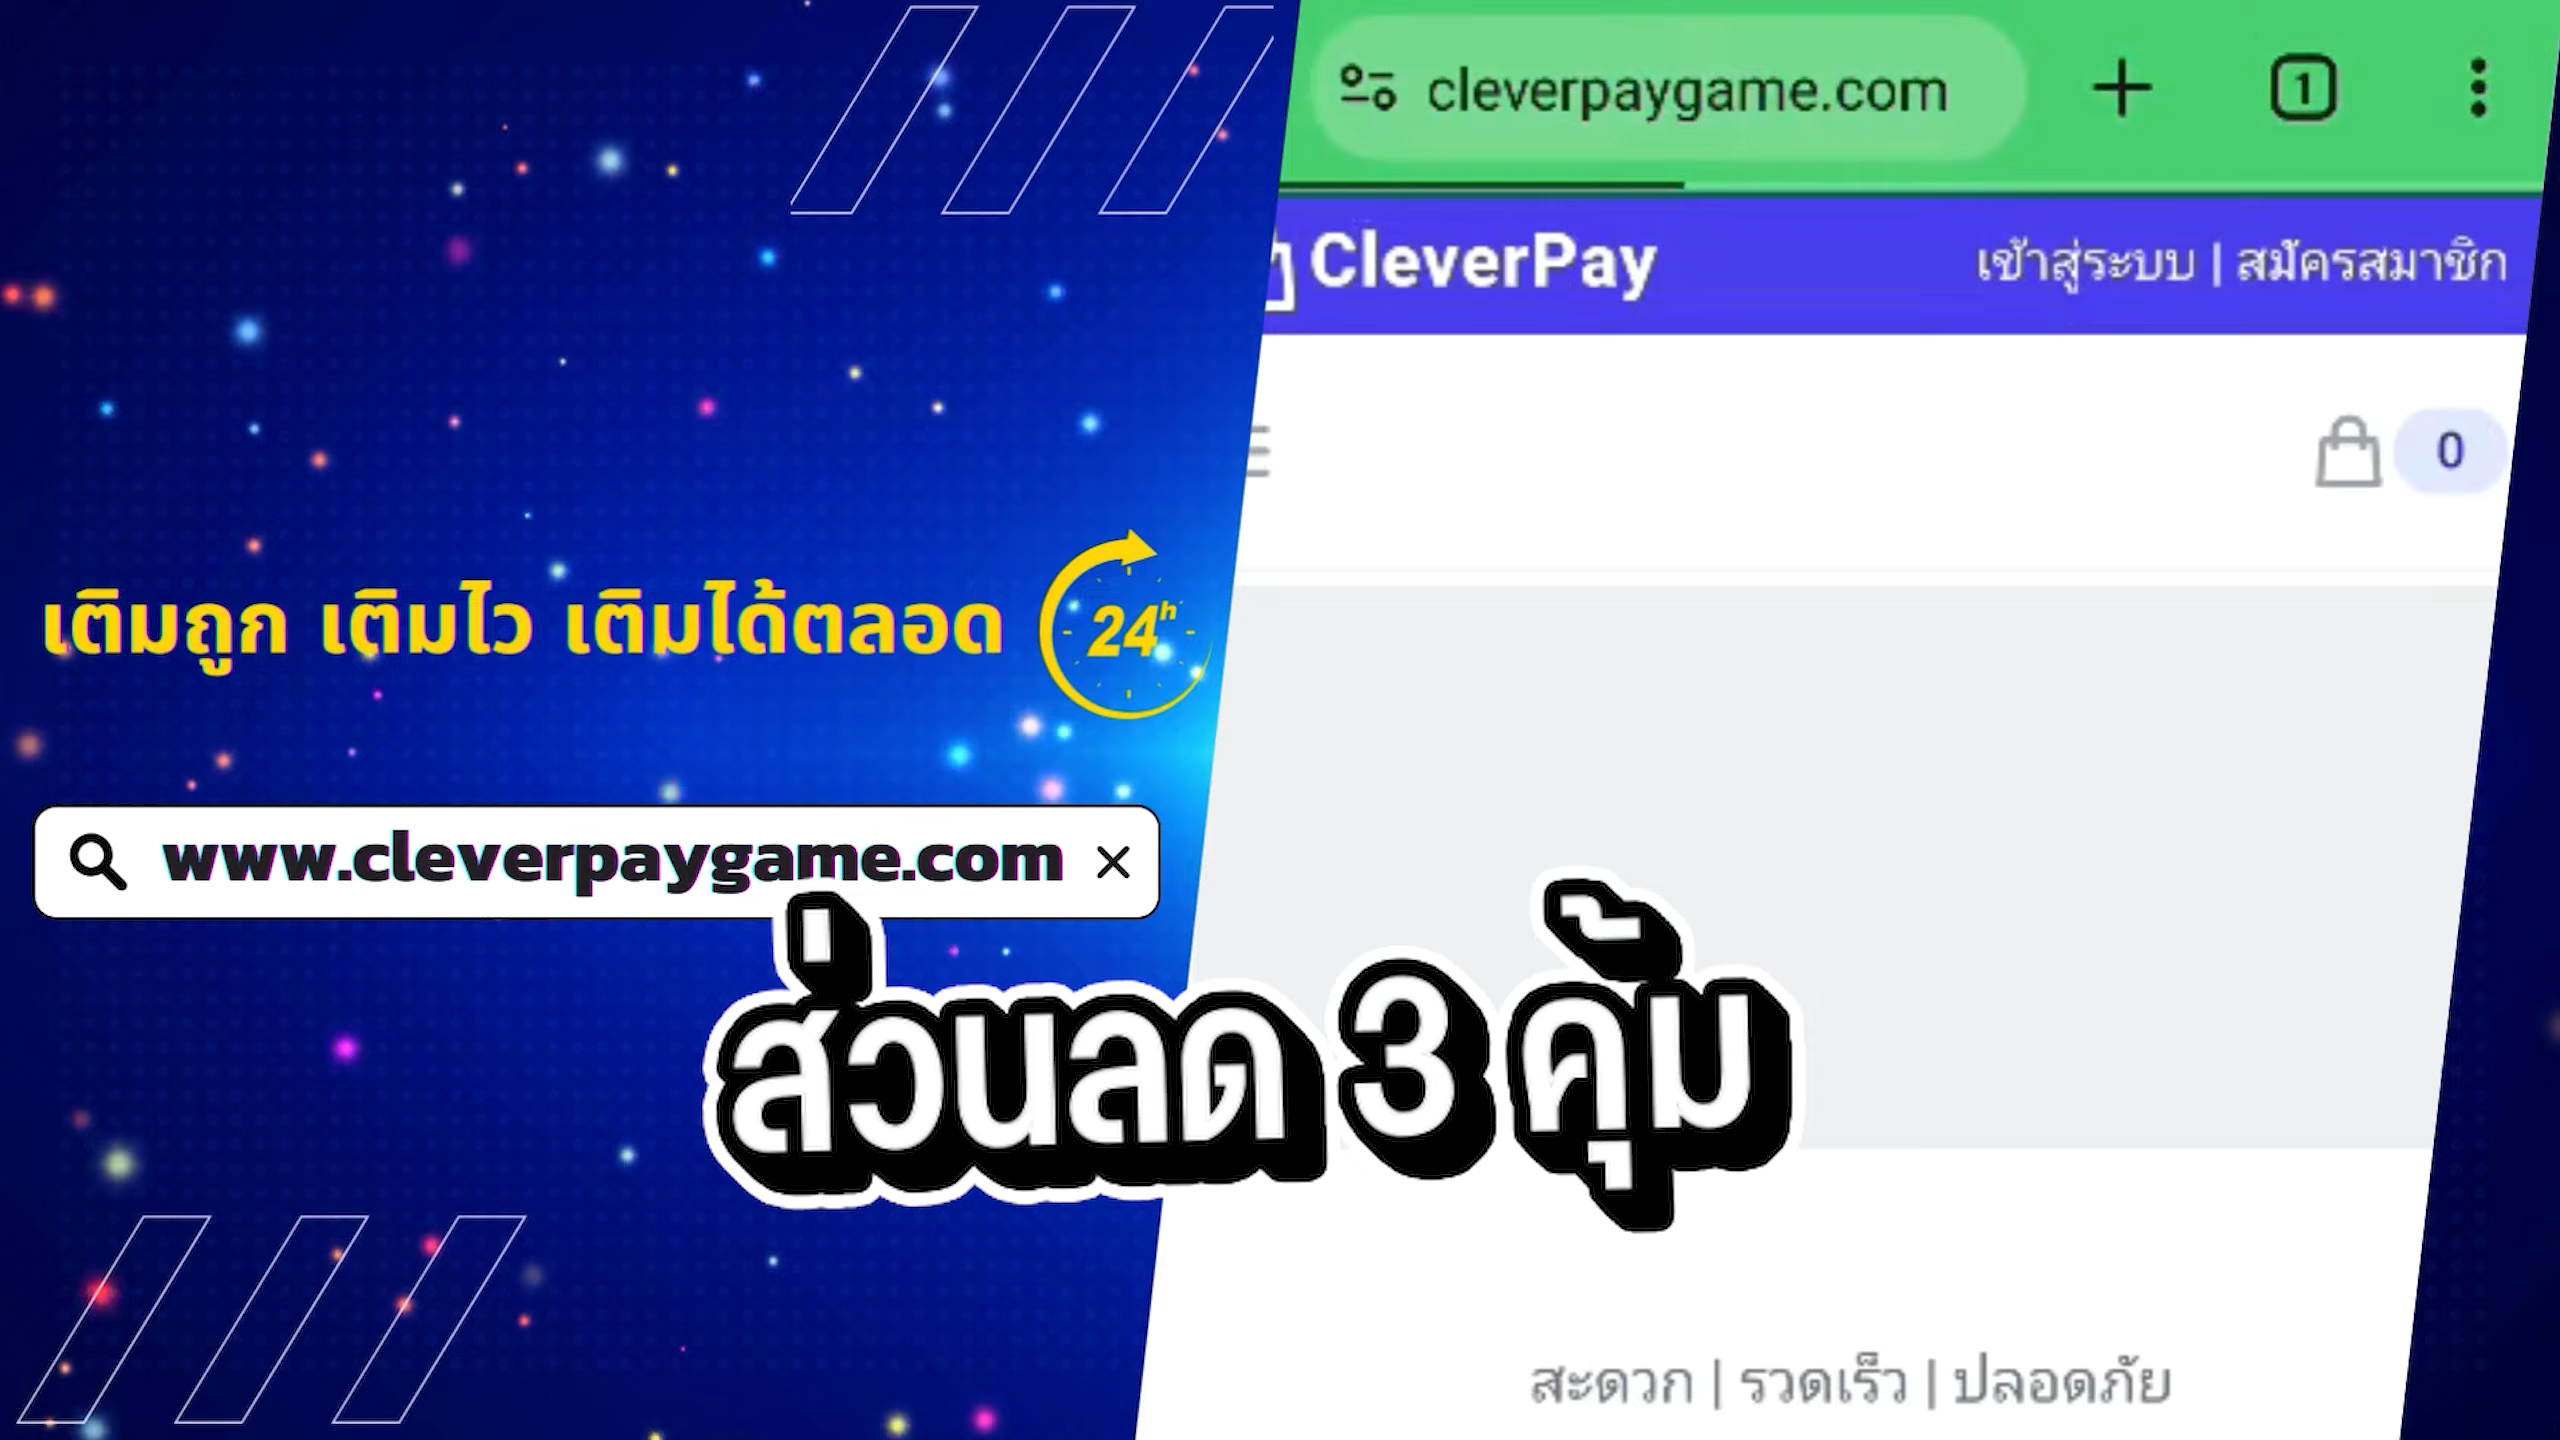 cleverpaygame.com
1
CleverPay
เข้าสู่ระบบ | สมัครสมาชิก
0
เติมถูก เติมไว เติมได้ตลอด
24h
www.cleverpaygame.com
ส่วนลด 3 คุ้ม
สะดวก | รวดเร็ว | ปลอดภัย